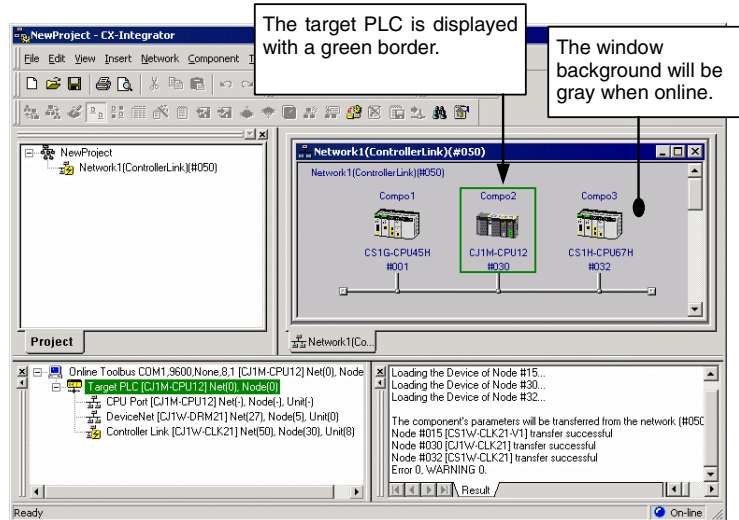 The target PLC is displayed
with a green border.
The window
background will be
gray when online.
NewProject - CX-Integrator
File Edit View Insert Network Component
NewProject
Network1(ControllerLink)(#050)
Project
Network1(ControllerLink)(#050)
Network1(ControllerLink)(#050)
Compo1 Compo2 Compo3
CS1G-CPU45H CJ1M-CPU12 CS1H-CPU67H
#001 #030 #032
Network1(Co...
Online Toolbus COM1,9600,None,8,1 [CJ1M-CPU12] Net(0), Node
Target PLC [CJ1M-CPU12] Net(0), Node(0)
CPU Port [CJ1M-CPU12] Net(-), Node(-), Unit(-)
DeviceNet [CJ1W-DRM21] Net(27), Node(5), Unit(0)
Controller Link [CJ1W-CLK21] Net(50), Node(30), Unit(8)
Loading the Device of Node #15...
Loading the Device of Node #30...
Loading the Device of Node #32...
The component's parameters will be transferred from the network (#050
Node #015 [CS1W-CLK21-V1] transfer successful
Node #030 [CJ1W-CLK21] transfer successful
Node #032 [CS1W-CLK21] transfer successful
Error 0, WARNING 0.
Result
Ready
On-line